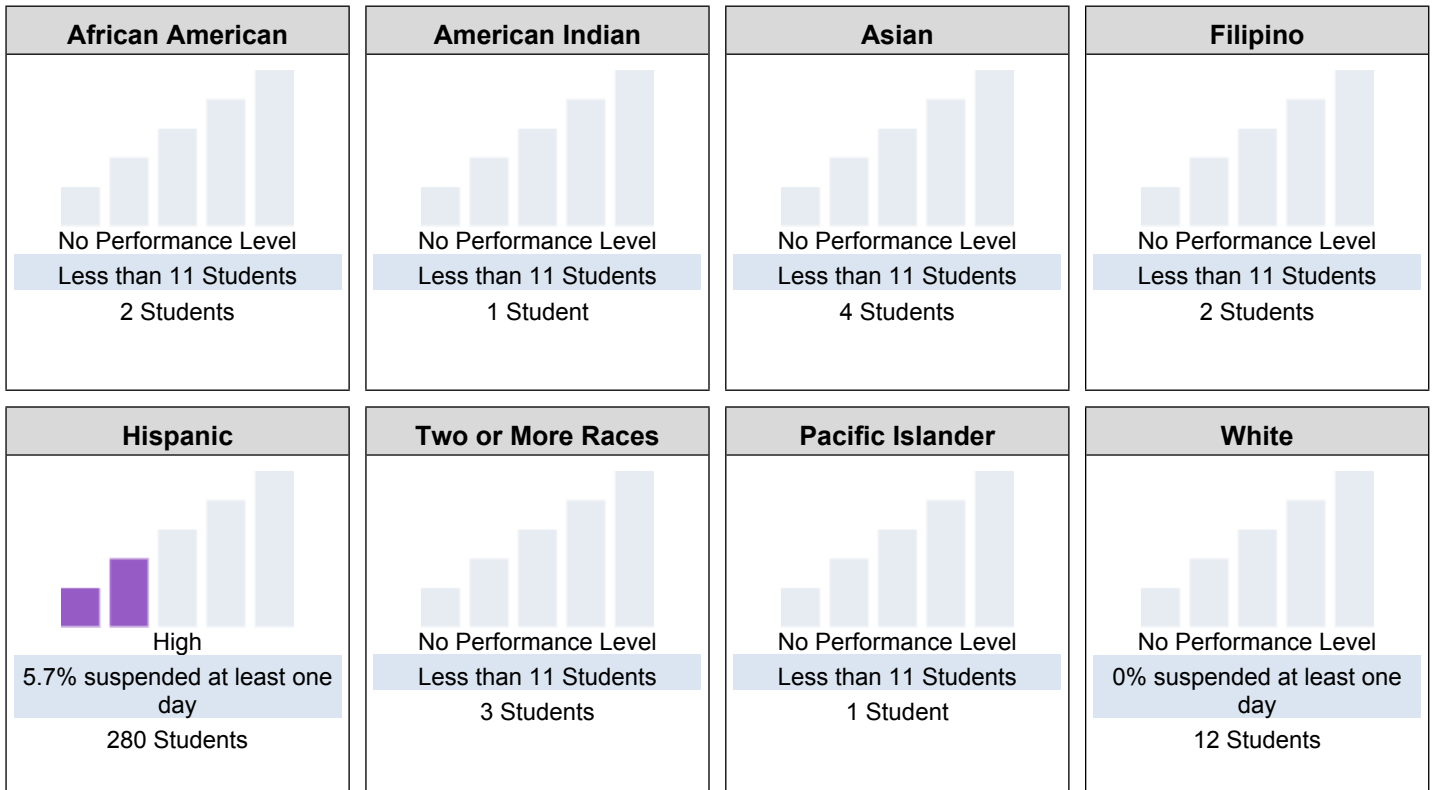 African American
No Performance Level
Less than 11 Students
2 Students
American Indian
No Performance Level
Less than 11 Students
1 Student
Asian
No Performance Level
Less than 11 Students
4 Students
Filipino
No Performance Level
Less than 11 Students
2 Students
Hispanic
High
5.7% suspended at least one
day
280 Students
Two or More Races
No Performance Level
Less than 11 Students
3 Students
Pacific Islander
No Performance Level
Less than 11 Students
1 Student
White
No Performance Level
0% suspended at least one
day
12 Students